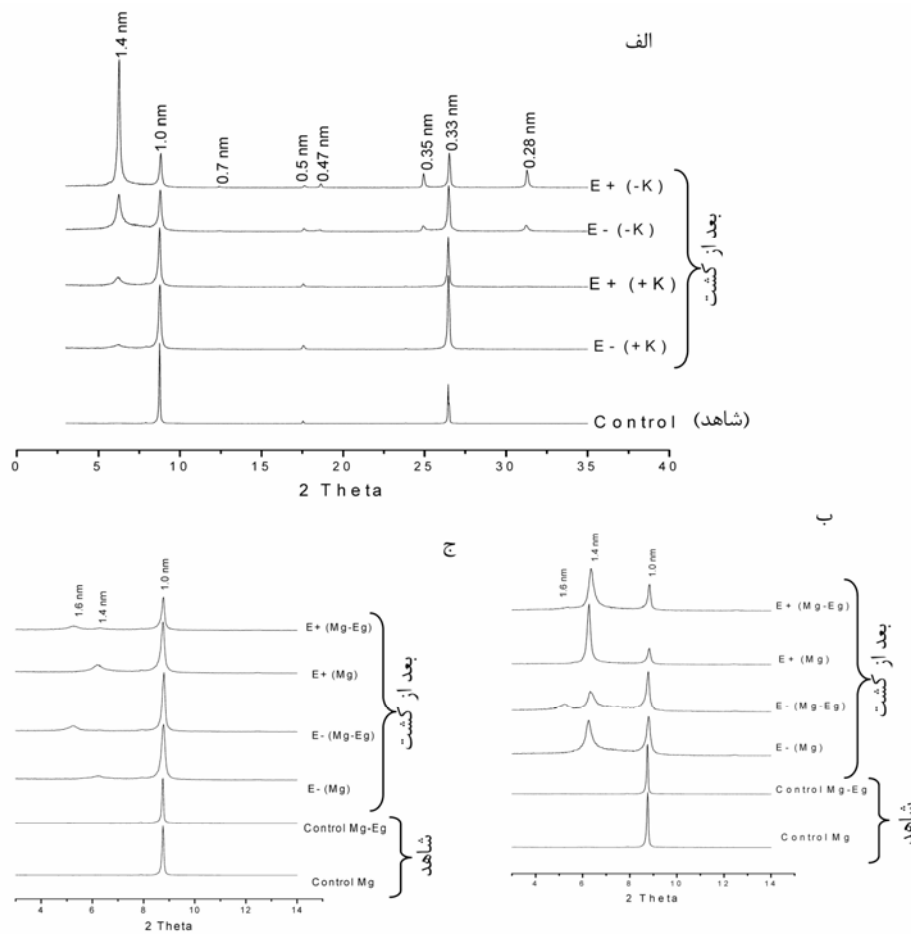 الف
1.4 nm
1.0 nm
0.7 nm
0.5 nm
0.47 nm
0.35 nm
0.33 nm
0.28 nm
E + (-K)
E - (-K)
E + (+K)
E - (+K)
بعد از کشت
Control (شاهد)
0 5 10 15 20 25 30 35 40
2 Theta
ج
1.6 nm
1.4 nm
1.0 nm
E+ (Mg-Eg)
E+ (Mg)
E- (Mg-Eg)
E- (Mg)
بعد از کشت
Control Mg-Eg
Control Mg
شاهد
4 6 8 10 12 14
2 Theta
ب
1.6 nm
1.4 nm
1.0 nm
E+ (Mg-Eg)
E+ (Mg)
E- (Mg-Eg)
E- (Mg)
بعد از کشت
Control Mg-Eg
Control Mg
شاهد
4 6 8 10 12 14
2 Theta